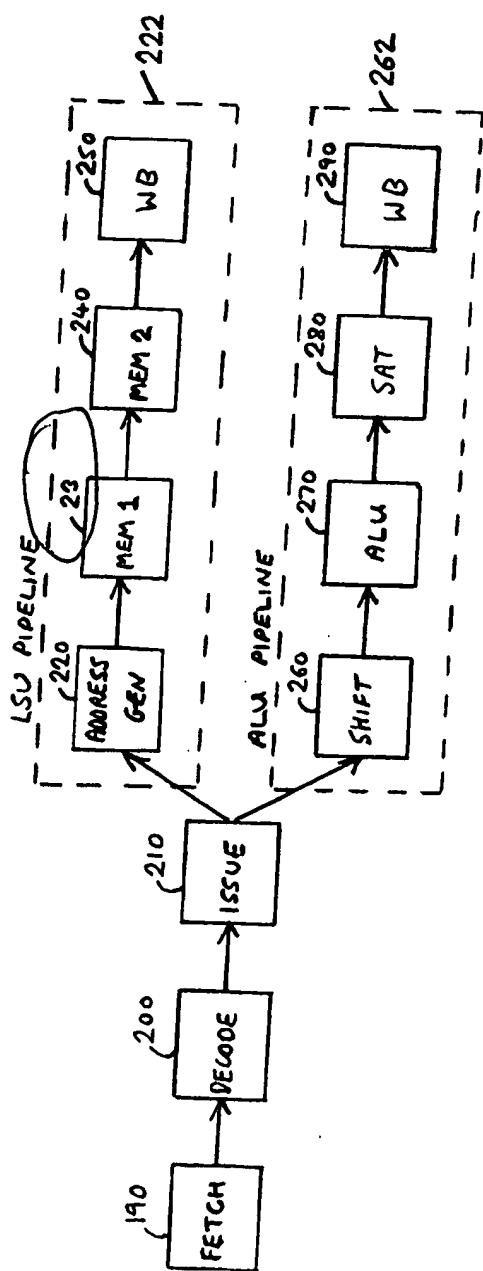 190
FETCH
200
DECODE
210
ISSUE
LSU PIPELINE
222
220
ADDRESS
GEN
23
MEM 1
240
MEM 2
250
WB
ALU PIPELINE
262
260
SHIFT
270
ALU
280
SAT
290
WB